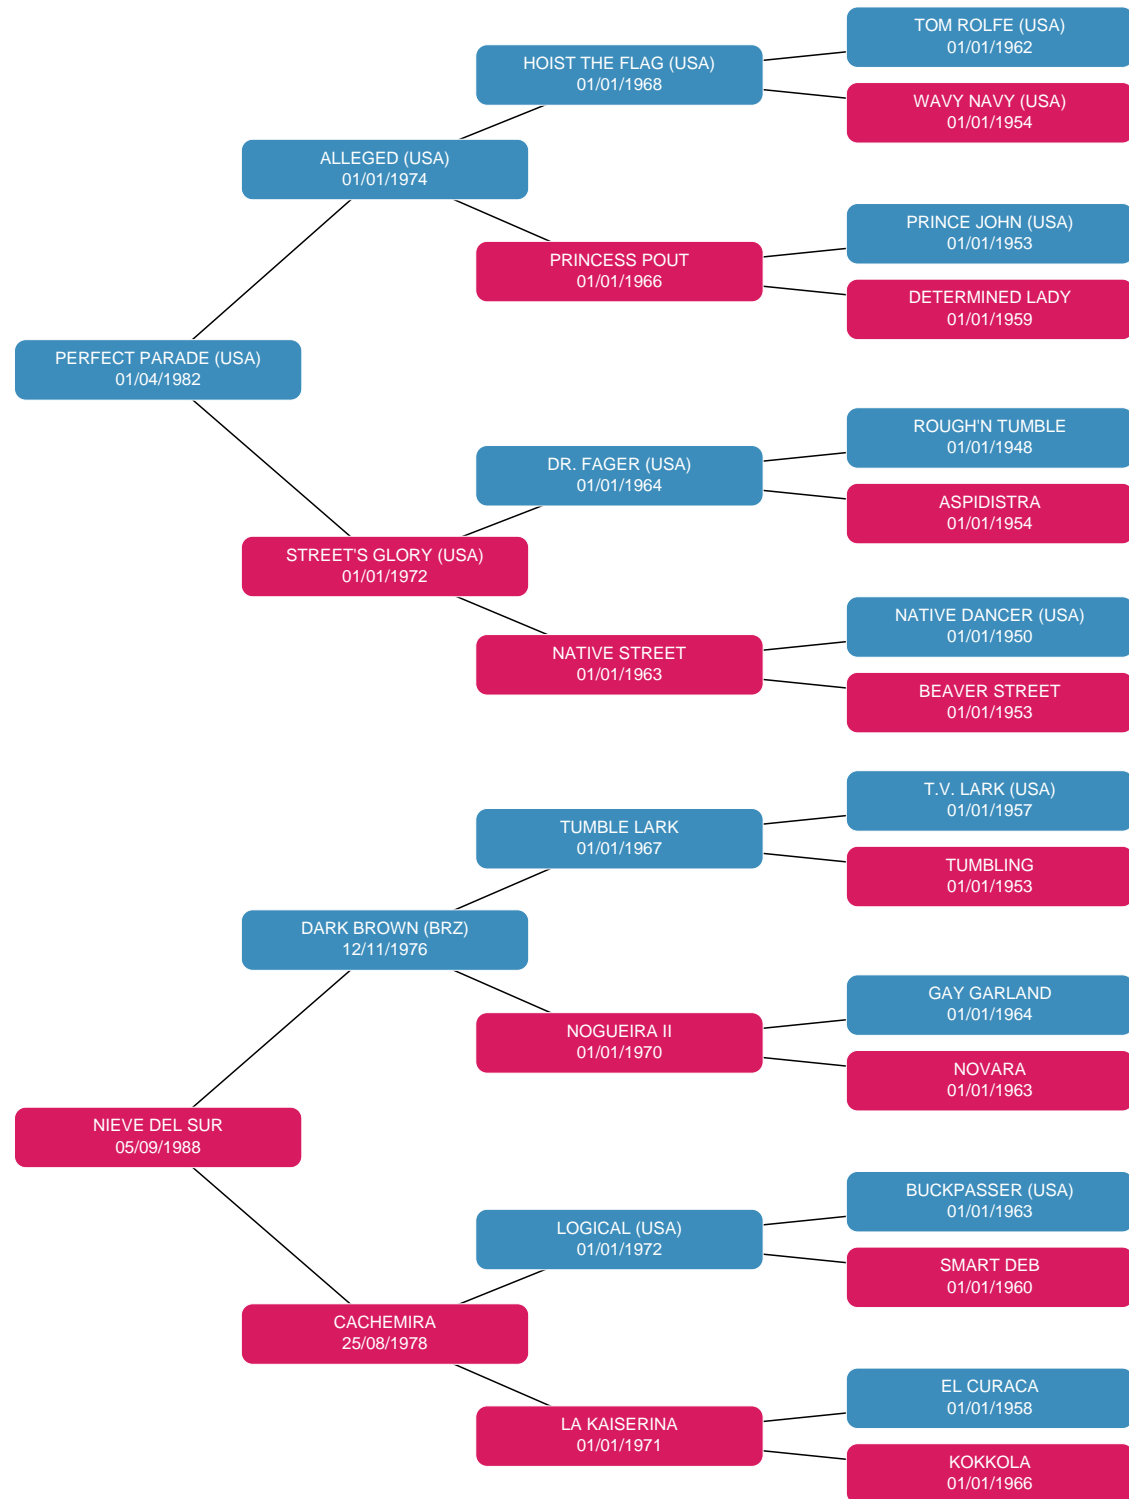 TOM ROLFE (USA)
01/01/1962
HOIST THE FLAG (USA)
01/01/1968
WAVY NAVY (USA)
01/01/1954
ALLEGED (USA)
01/01/1974
PRINCE JOHN (USA)
01/01/1953
PRINCESS POUT
01/01/1966
DETERMINED LADY
01/01/1959
PERFECT PARADE (USA)
01/04/1982
ROUGH'N TUMBLE
01/01/1948
DR. FAGER (USA)
01/01/1964
ASPIDISTRA
01/01/1954
STREET'S GLORY (USA)
01/01/1972
NATIVE DANCER (USA)
01/01/1950
NATIVE STREET
01/01/1963
BEAVER STREET
01/01/1953
T.V. LARK (USA)
01/01/1957
TUMBLE LARK
01/01/1967
TUMBLING
01/01/1953
DARK BROWN (BRZ)
12/11/1976
GAY GARLAND
01/01/1964
NOGUEIRA II
01/01/1970
NOVARA
01/01/1963
NIEVE DEL SUR
05/09/1988
BUCKPASSER (USA)
01/01/1963
LOGICAL (USA)
01/01/1972
SMART DEB
01/01/1960
CACHEMIRA
25/08/1978
EL CURACA
01/01/1958
LA KAISERINA
01/01/1971
KOKKOLA
01/01/1966